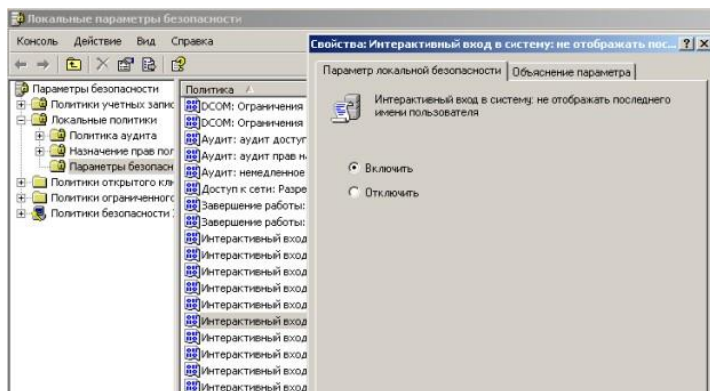 Локальные параметры безопасности
Консоль Действие Вид Справка
Параметры безопасности
Политики учетных запис
Локальные политики
Политика аудита
Назначение прав пол
Параметры безопасн
Политики открытого клю
Политики ограниченногс
Политики безопасности
Политика
DCOM: Ограничения
DCOM: Ограничения
Аудит: аудит доступ
Аудит: аудит прав н
Аудит: немедленное
Доступ к сети: Разре
Завершение работы:
Завершение работы:
Интерактивный вход
Интерактивный вход
Интерактивный вход
Интерактивный вход
Интерактивный вход
Интерактивный вход
Интерактивный вход
Интерактивный вход
Интерактивный вход
Интерактивный вход
Свойства: Интерактивный вход в систему: не отображать пос...
Параметр локальной безопасности Объяснение параметра
Интерактивный вход в систему: не отображать последнего
имени пользователя
Включить
Отключить